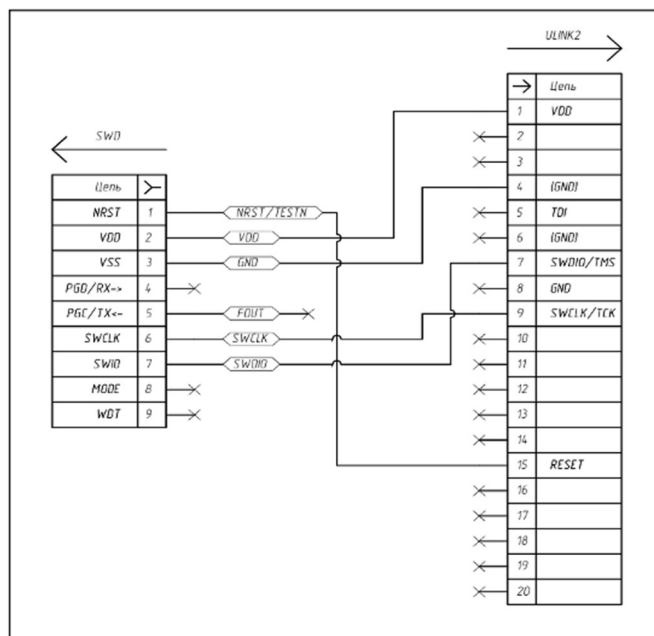 ULINK2
SWD
Цепь
NRST 1 NRST/TESTN
VDD 2 VDD
VSS 3 GND
PGD/RX-> 4
PGC/TX<- 5 FOUT
SWCLK 6 SWCLK
SWIO 7 SWDIO
MODE 8
WDT 9
Цепь
1 VDD
2
3
4 (GND)
5 TDI
6 (GND)
7 SWDIO/TMS
8 GND
9 SWCLK/TCK
10
11
12
13
14
15 RESET
16
17
18
19
20